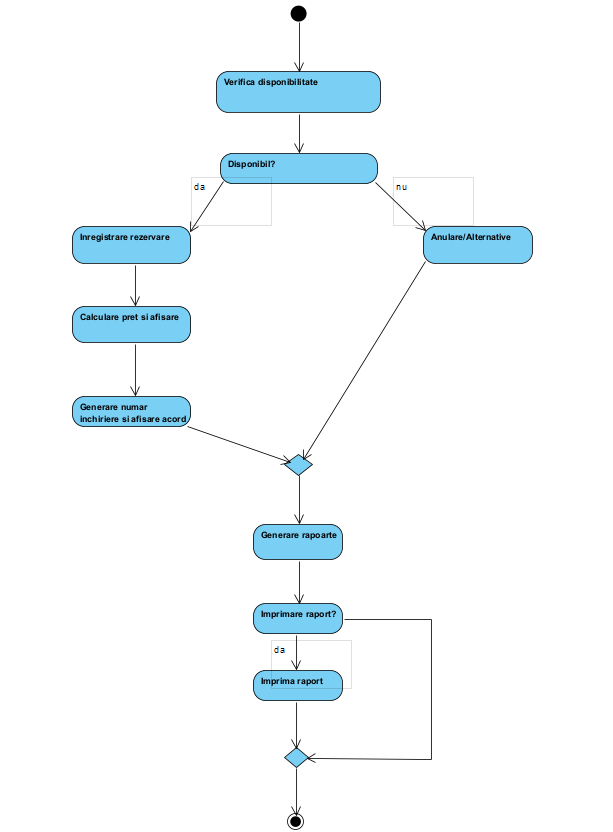 Verifica disponibilitate
Disponibil?
da
nu
Inregistrare rezervare
Anulare/Alternative
Calculare pret si afisare
Generare numar
inchiriere si afisare acord
Generare rapoarte
Imprimare raport?
da
Imprima raport